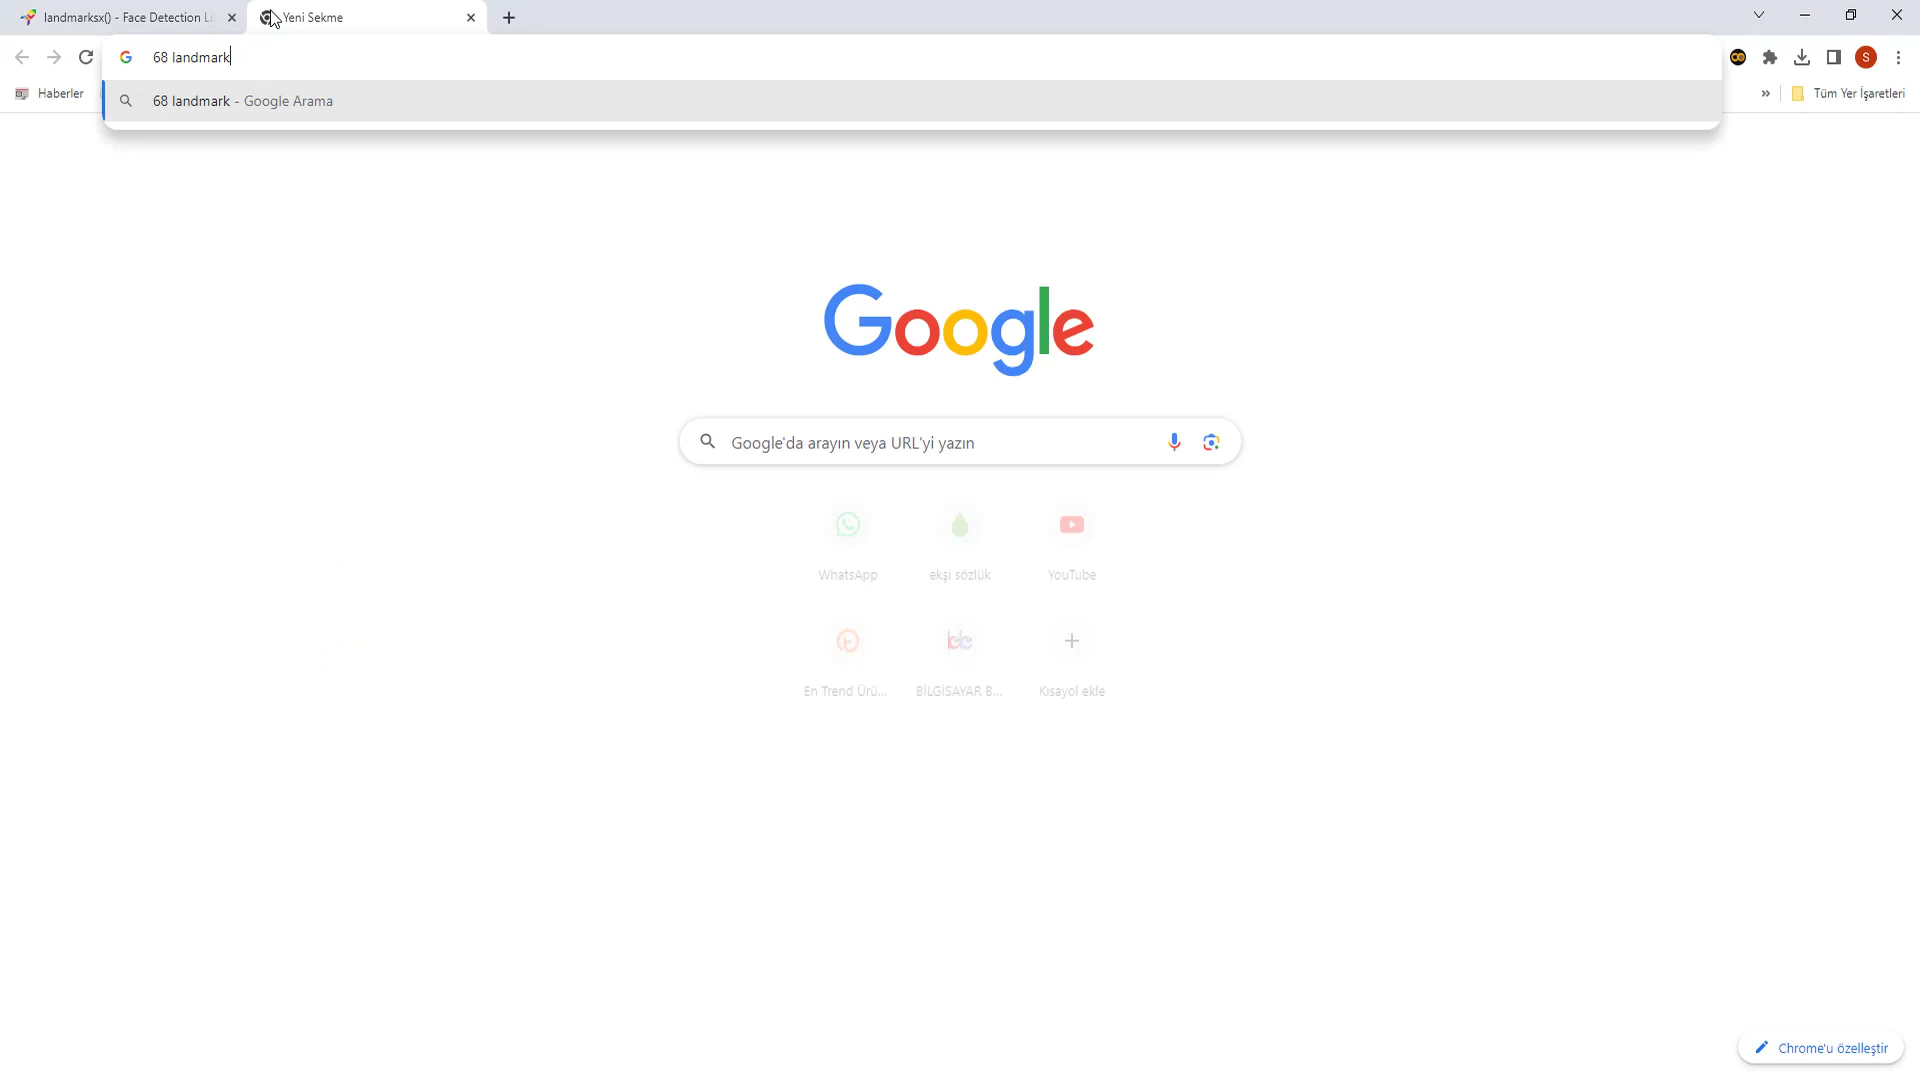 landmarksx() - Face Detection Li
Yeni Sekme
68 landmark
Haberler
68 landmark - Google Arama
Tüm Yer İşaretleri
S
Google
Google'da arayın veya URL'yi yazın
WhatsApp
ekşi sözlük
YouTube
En Trend Ürü...
BİLGİSAYAR B...
Kısayol ekle
Chrome'u özelleştir